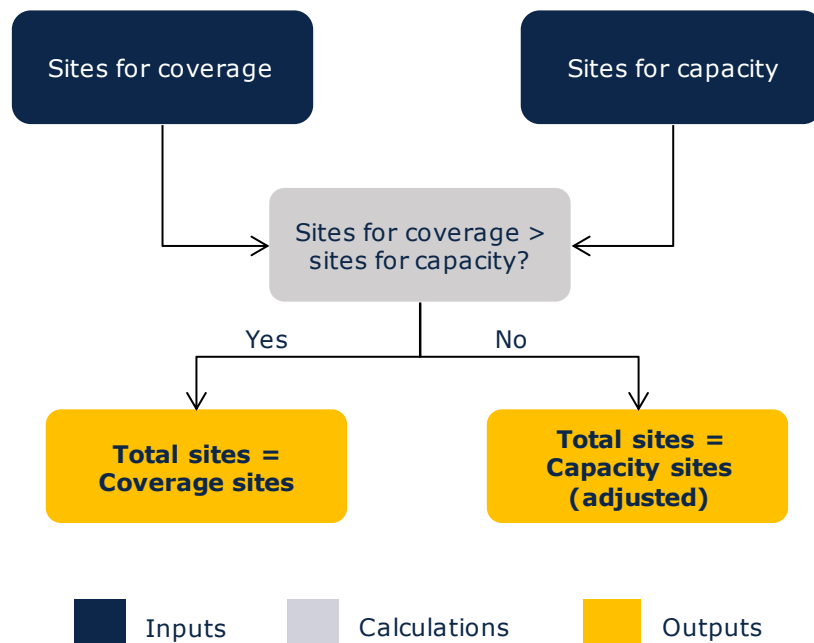 Sites for coverage
Sites for capacity
Sites for coverage >
sites for capacity?
Yes
No
Total sites =
Coverage sites
Total sites =
Capacity sites
(adjusted)
Inputs
Calculations
Outputs